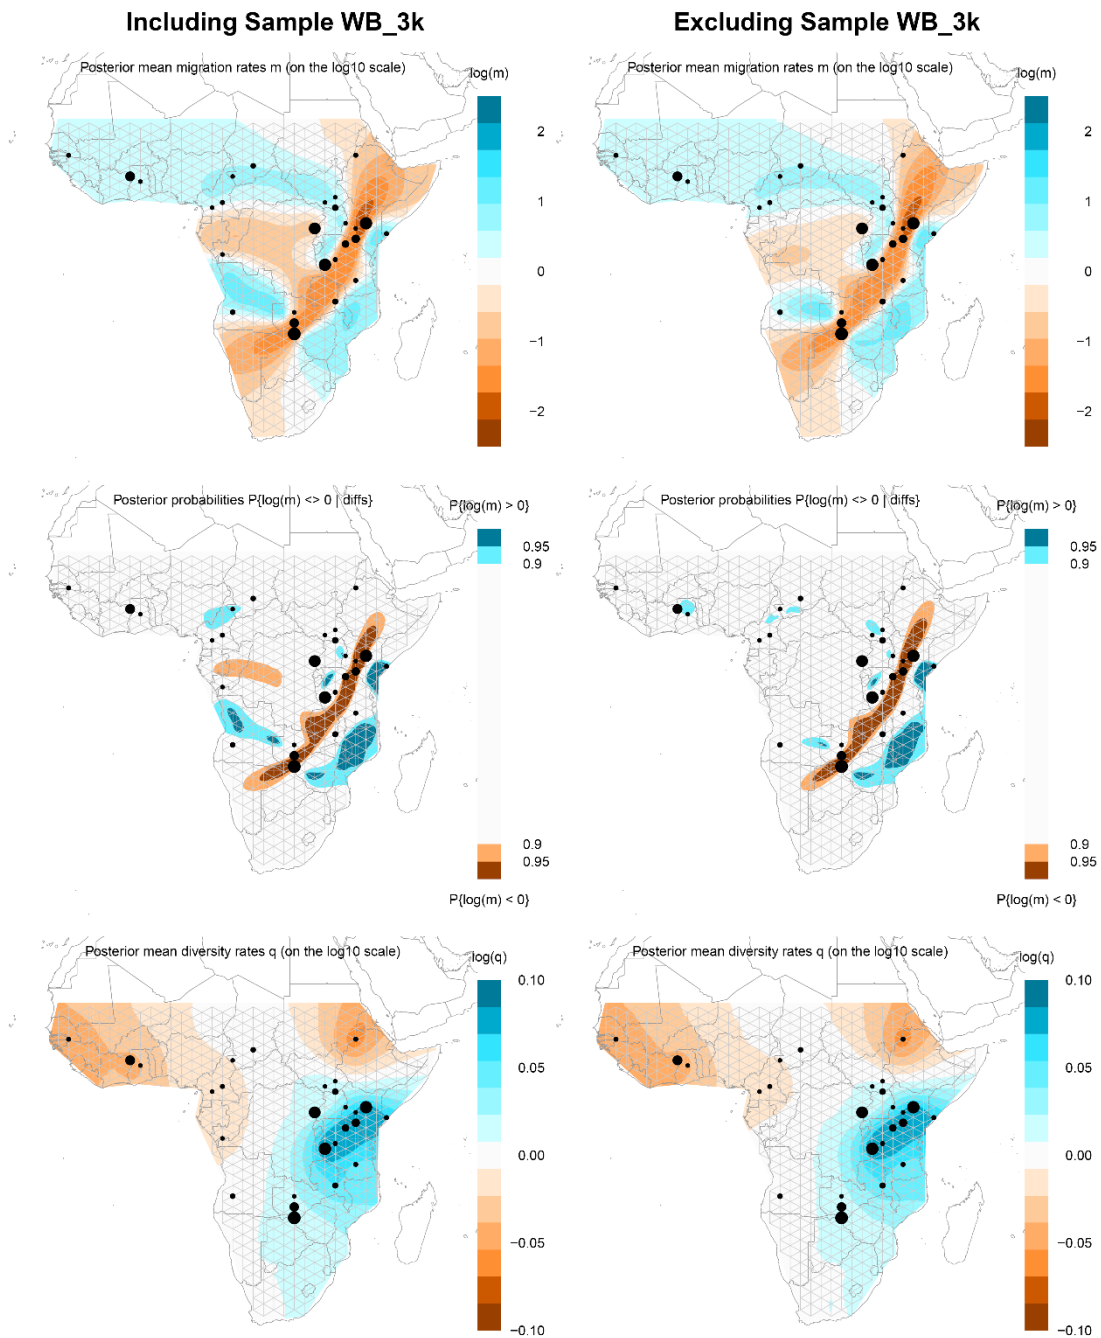 Including Sample WB_3k
Excluding Sample WB_3k
Posterior mean migration rates m (on the log10 scale)
log(m)
2
1
0
−1
−2
Posterior mean migration rates m (on the log10 scale)
log(m)
2
1
0
−1
−2
Posterior probabilities P{log(m) <> 0 | diffs}
P{log(m) > 0}
0.95
0.9
0.9
0.95
P{log(m) < 0}
Posterior probabilities P{log(m) <> 0 | diffs}
P{log(m) > 0}
0.95
0.9
0.9
0.95
P{log(m) < 0}
Posterior mean diversity rates q (on the log10 scale)
log(q)
0.10
0.05
0.00
−0.05
−0.10
Posterior mean diversity rates q (on the log10 scale)
log(q)
0.10
0.05
0.00
−0.05
−0.10